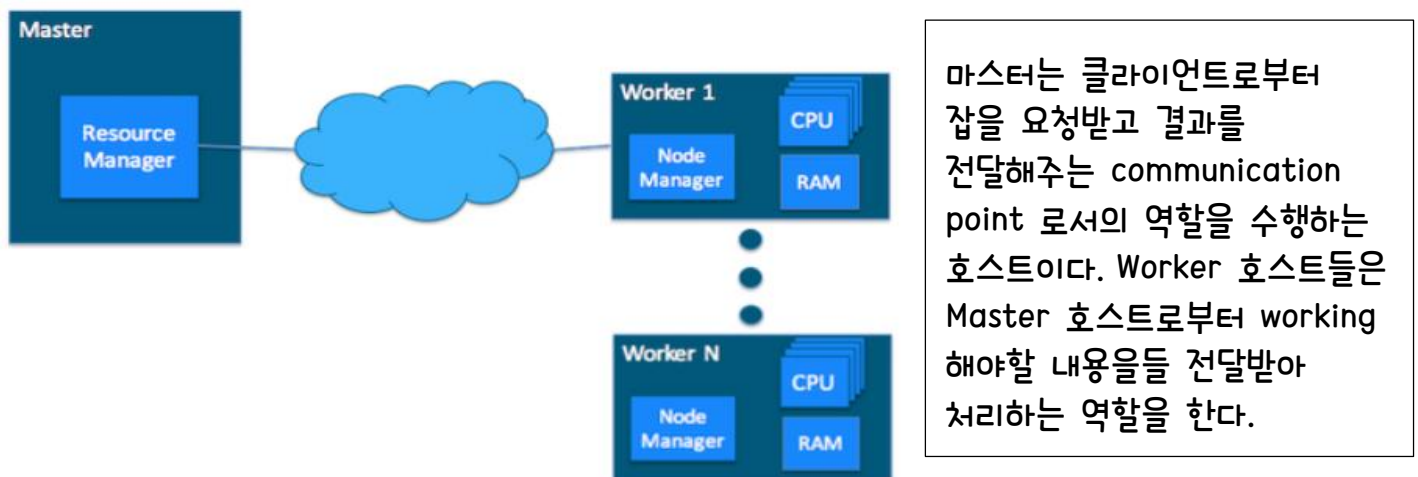 Master
Resource
Manager
Worker 1
CPU
Node
Manager
RAM
Worker N
CPU
Node
Manager
RAM
마스터는 클라이언트로부터
잡을 요청받고 결과를
전달해주는 communication
point 로서의 역할을 수행하는
호스트이다. Worker 호스트들은
Master 호스트로부터 working
해야할 내용을들 전달받아
처리하는 역할을 한다.